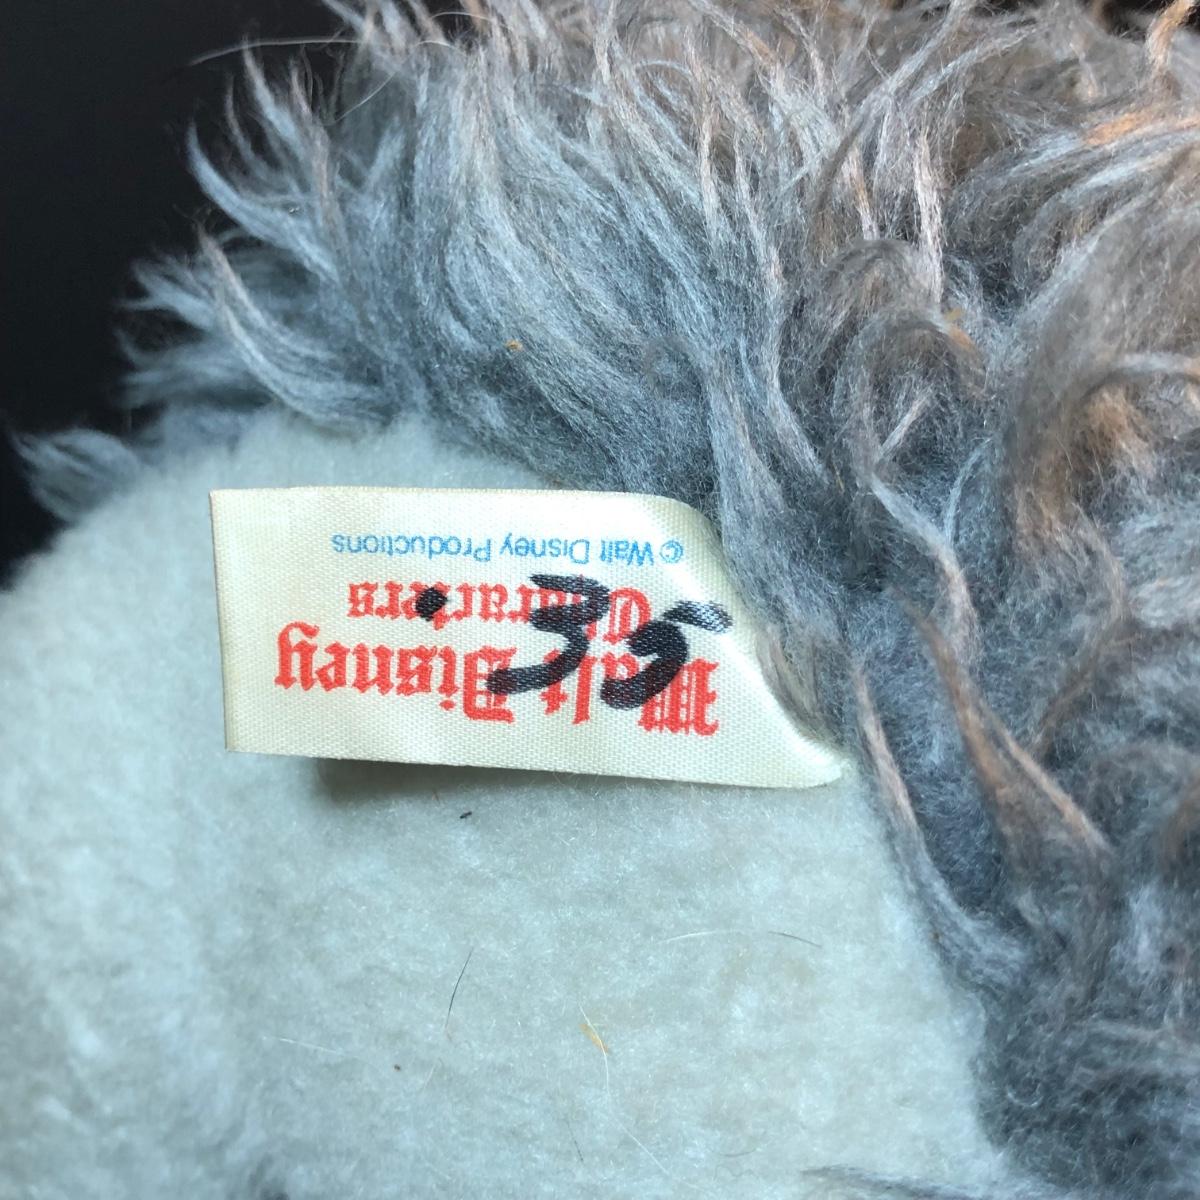 Walt Disney
Characters
© Walt Disney Productions
.35